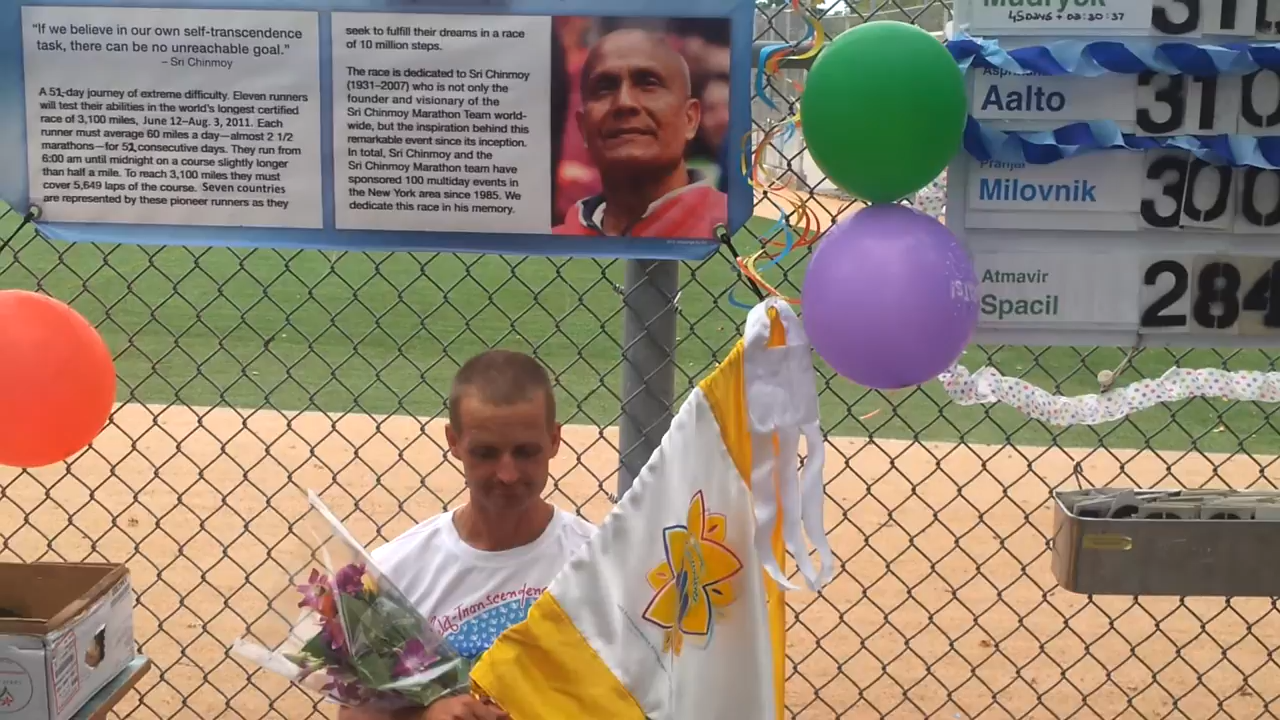 "If we believe in our own self-transcendence
task, there can be no unreachable goal."
– Sri Chinmoy
A 51-day journey of extreme difficulty. Eleven runners
will test their abilities in the world's longest certified
race of 3,100 miles, June 12–Aug. 3, 2011. Each
runner must average 60 miles a day—almost 2 1/2
marathons—for 51 consecutive days. They run from
6:00 am until midnight on a course slightly longer
than half a mile. To reach 3,100 miles they must
cover 5,649 laps of the course. Seven countries
are represented by these pioneer runners as they
seek to fulfill their dreams in a race
of 10 million steps.
The race is dedicated to Sri Chinmoy
(1931–2007) who is not only the
founder and visionary of the
Sri Chinmoy Marathon Team world-
wide, but the inspiration behind this
remarkable event since its inception.
In total, Sri Chinmoy and the
Sri Chinmoy Marathon team have
sponsored 100 multiday events in
the New York area since 1985. We
dedicate this race in his memory.
45 DAYS + 03:30:37
Aalto 310
Milovnik 300
Atmavir
Spacil 284